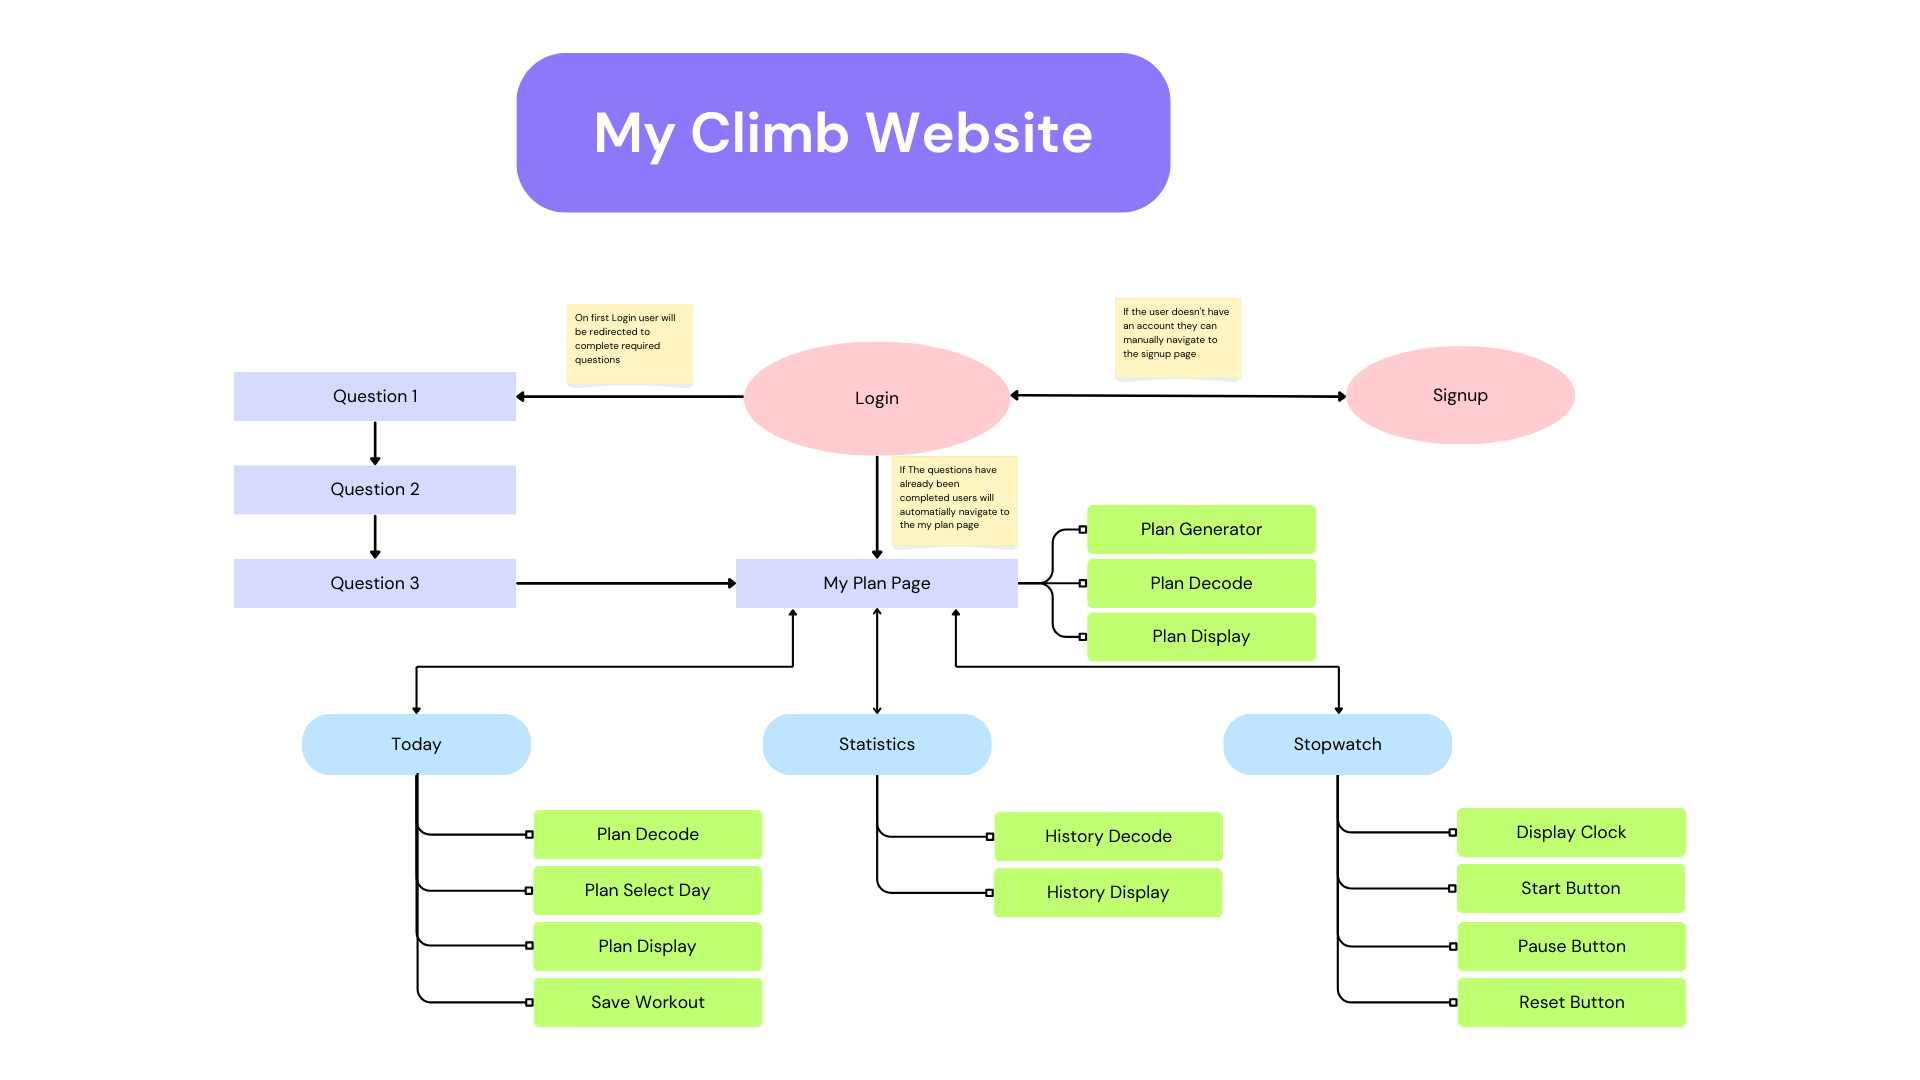 My Climb Website
On first Login user will
be redirected to
complete required
questions
If the user doesn't have
an account they can
manually navigate to
the signup page
Question 1
Login
Signup
If The questions have
already been
completed users will
automatially navigate to
the my plan page
Question 2
Plan Generator
Question 3
My Plan Page
Plan Decode
Plan Display
Today
Statistics
Stopwatch
Plan Decode
Plan Select Day
Plan Display
Save Workout
History Decode
History Display
Display Clock
Start Button
Pause Button
Reset Button